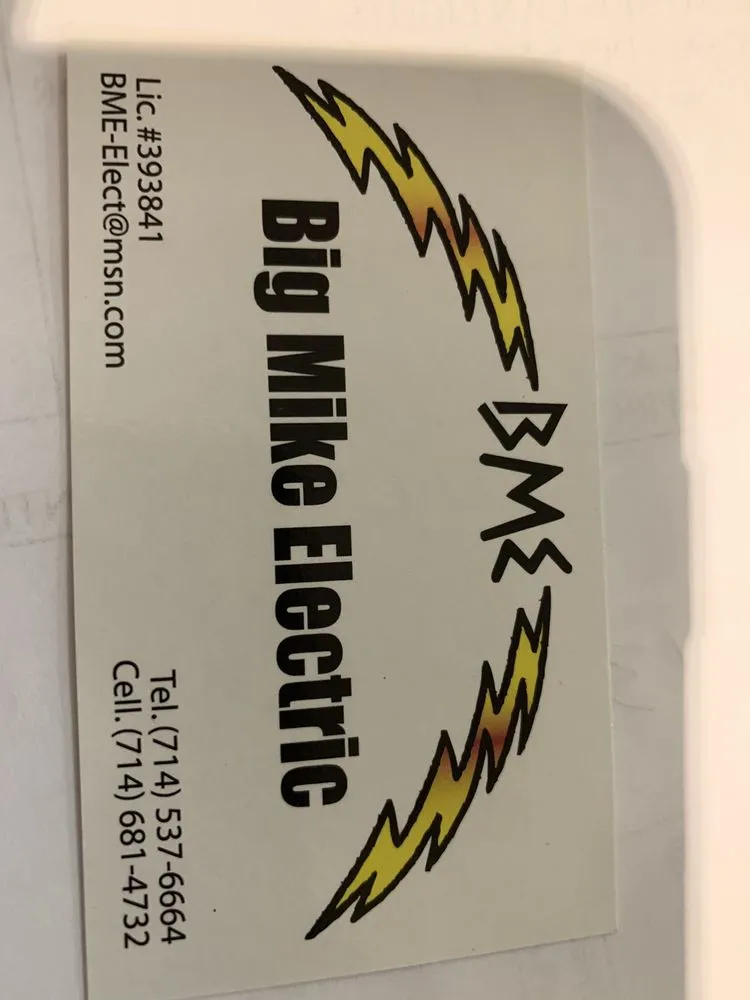 BME
Big Mike Electric
Lic. #393841
BME-Elect@msn.com
Tel. (714) 537-6664
Cell. (714) 681-4732